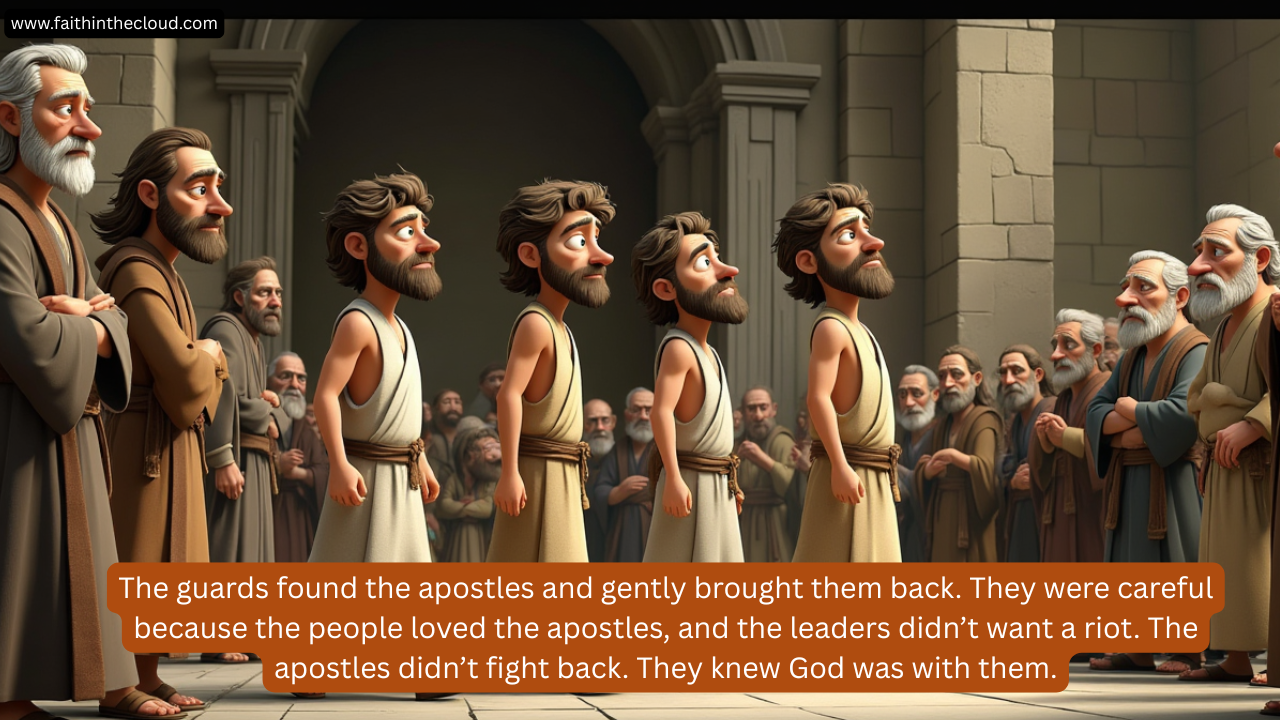 www.faithinthecloud.com
The guards found the apostles and gently brought them back. They were careful
because the people loved the apostles, and the leaders didn’t want a riot. The
apostles didn’t fight back. They knew God was with them.